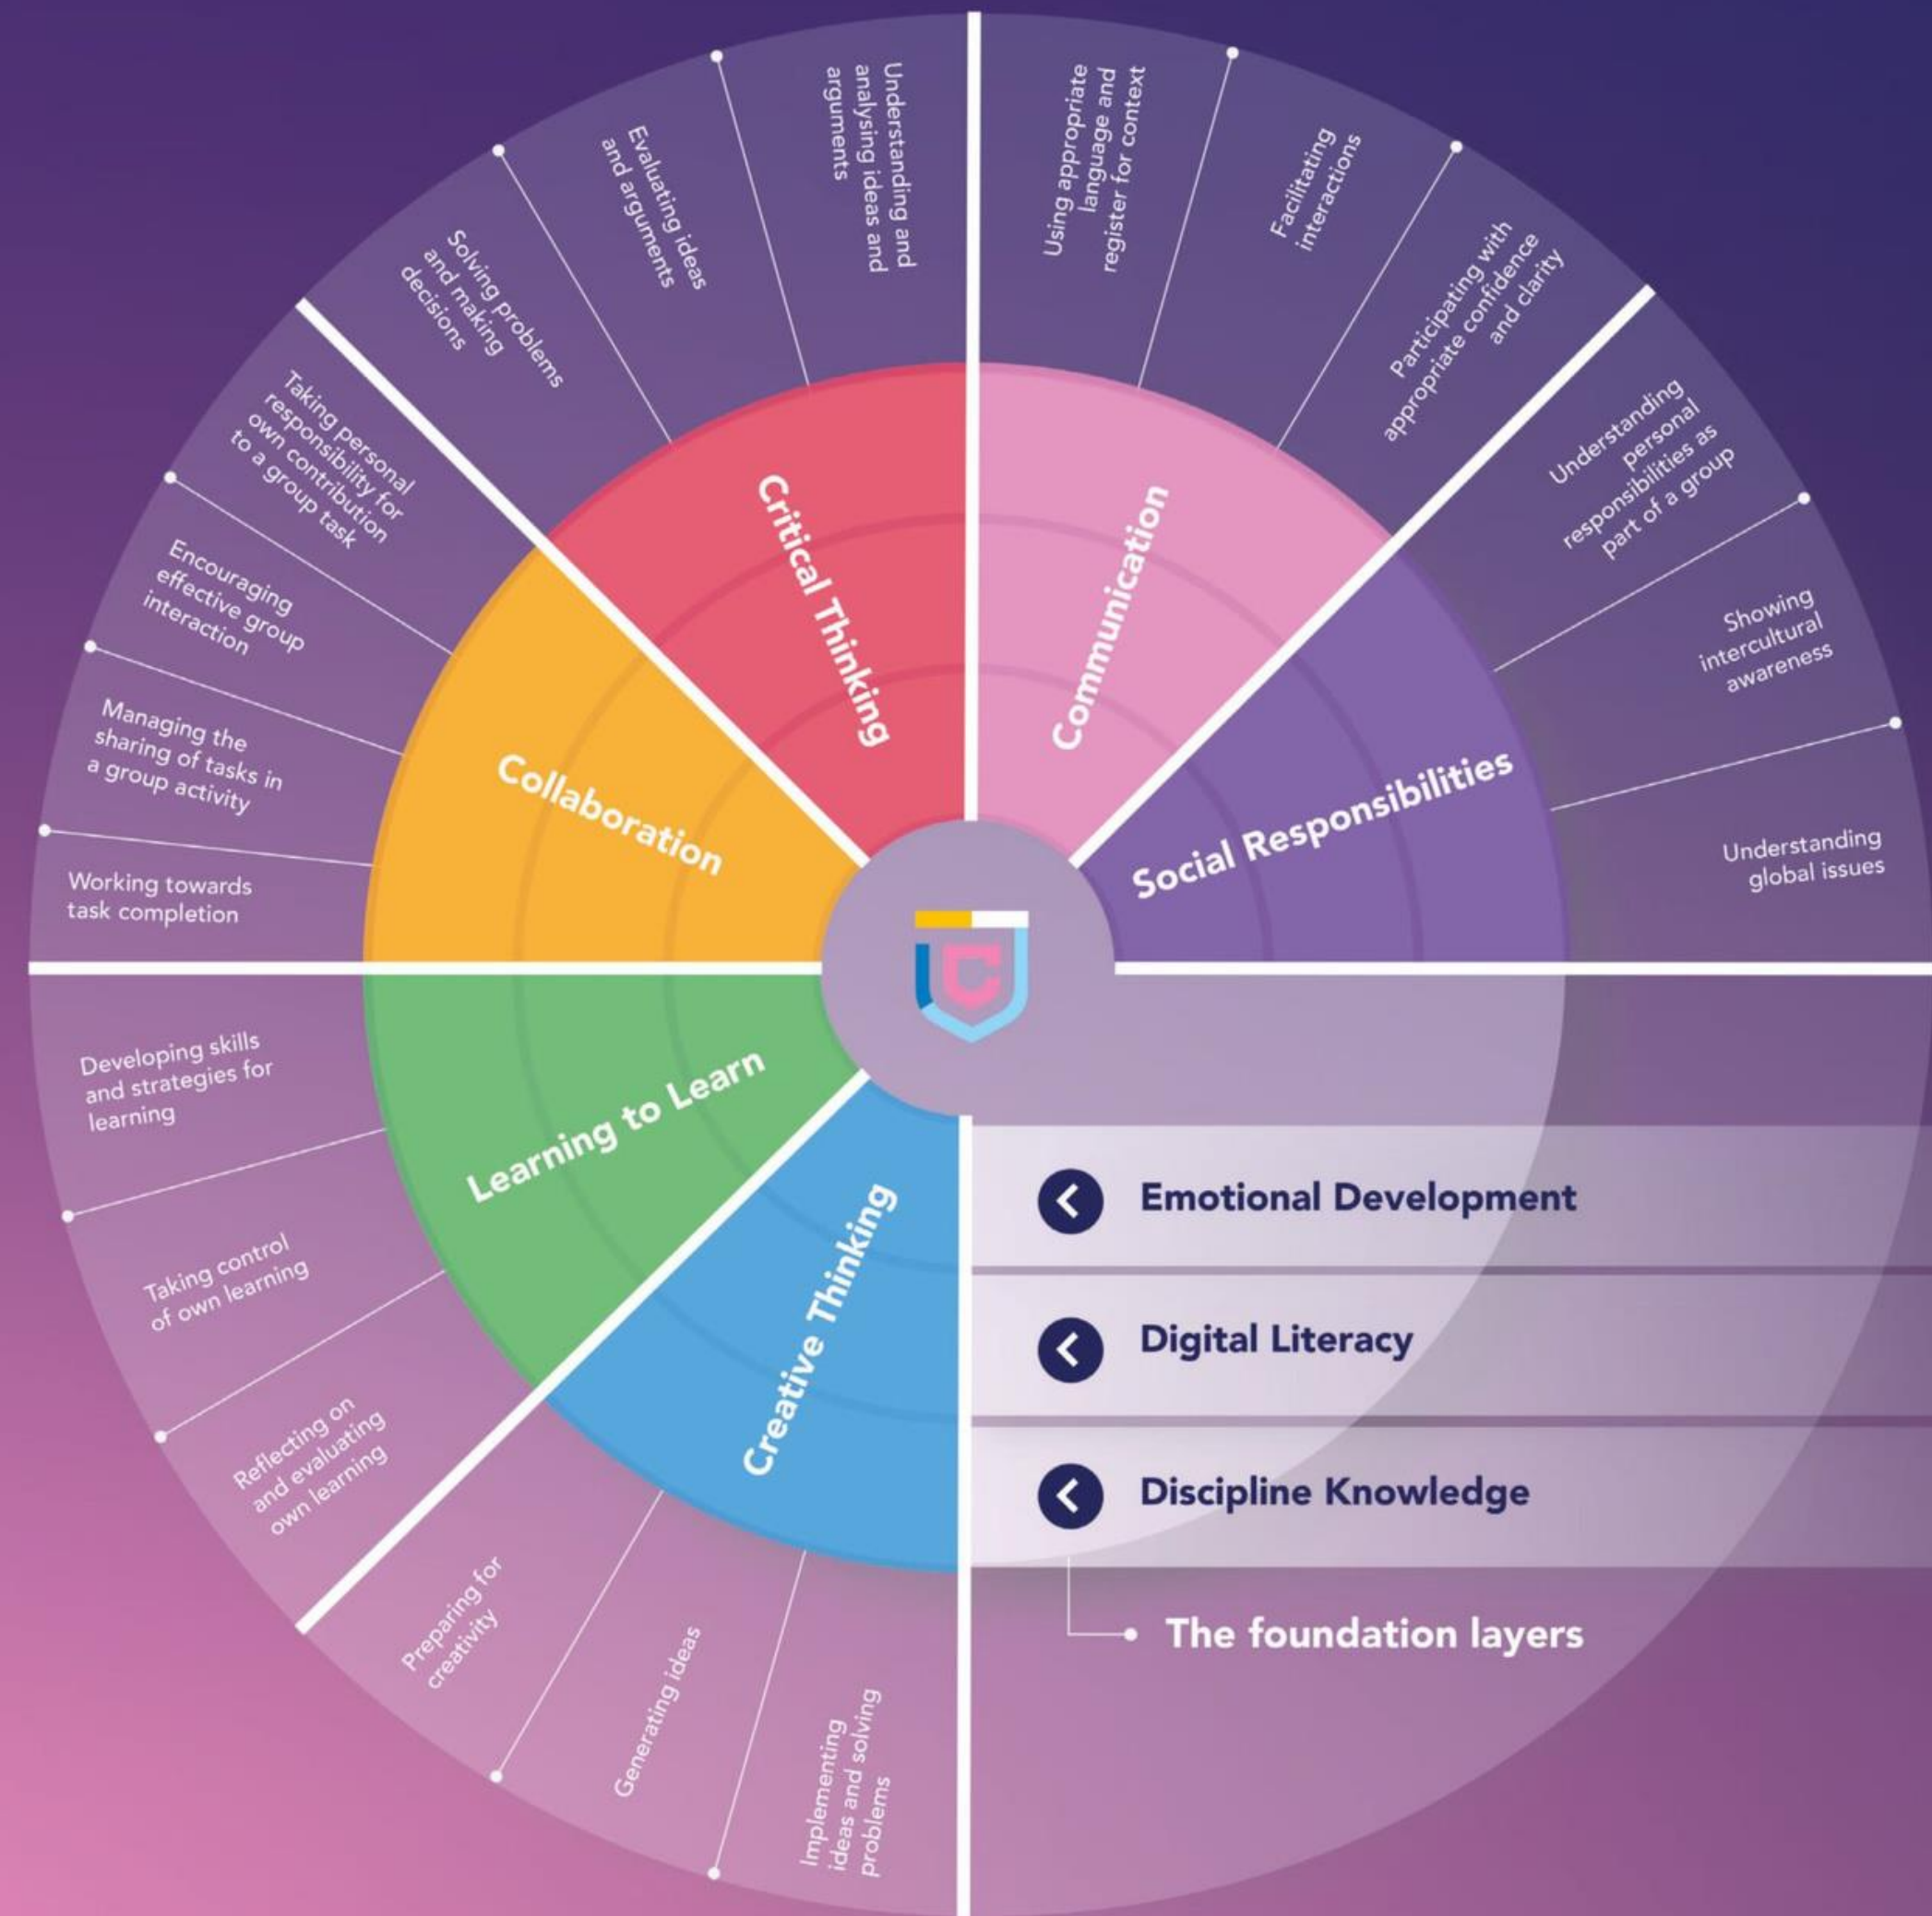 Creative Thinking
Preparing for
creativity
Generating ideas
Implementing
ideas and solving
problems
Learning to Learn
Developing skills
and strategies for
learning
Taking control
of own learning
Reflecting on
and evaluating
own learning
Collaboration
Taking personal
responsibility for
own contribution
to a group task
Encouraging
effective group
interaction
Managing the
sharing of tasks in
a group activity
Working towards
task completion
Critical Thinking
Understanding and
analysing ideas and
arguments
Evaluating ideas
and arguments
Solving problems
and making
decisions
Communication
Using appropriate
language and
register for context
Facilitating
interactions
Participating with
appropriate confidence
and clarity
Social Responsibilities
Understanding
personal
responsibilities as
part of a group
Showing
intercultural
awareness
Understanding
global issues
Emotional Development
Digital Literacy
Discipline Knowledge
The foundation layers